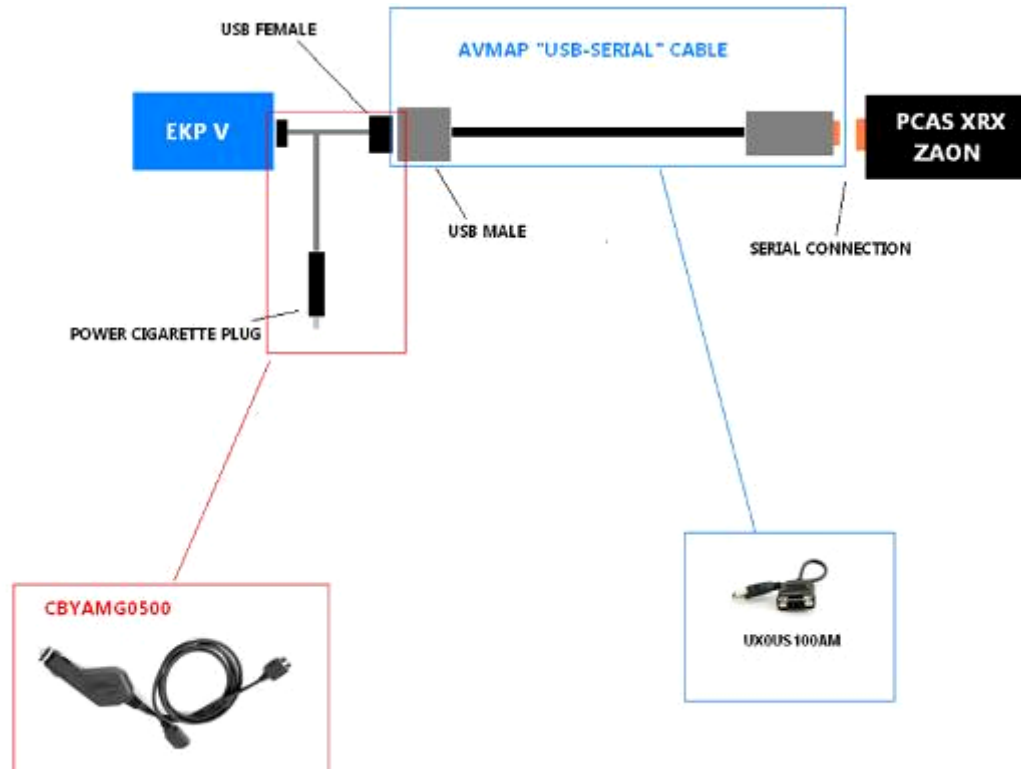 USB FEMALE
AVMAP "USB-SERIAL" CABLE
EKP V
PCAS XRX
ZAON
USB MALE
SERIAL CONNECTION
POWER CIGARETTE PLUG
CBYAMG0500
UX0US100AM